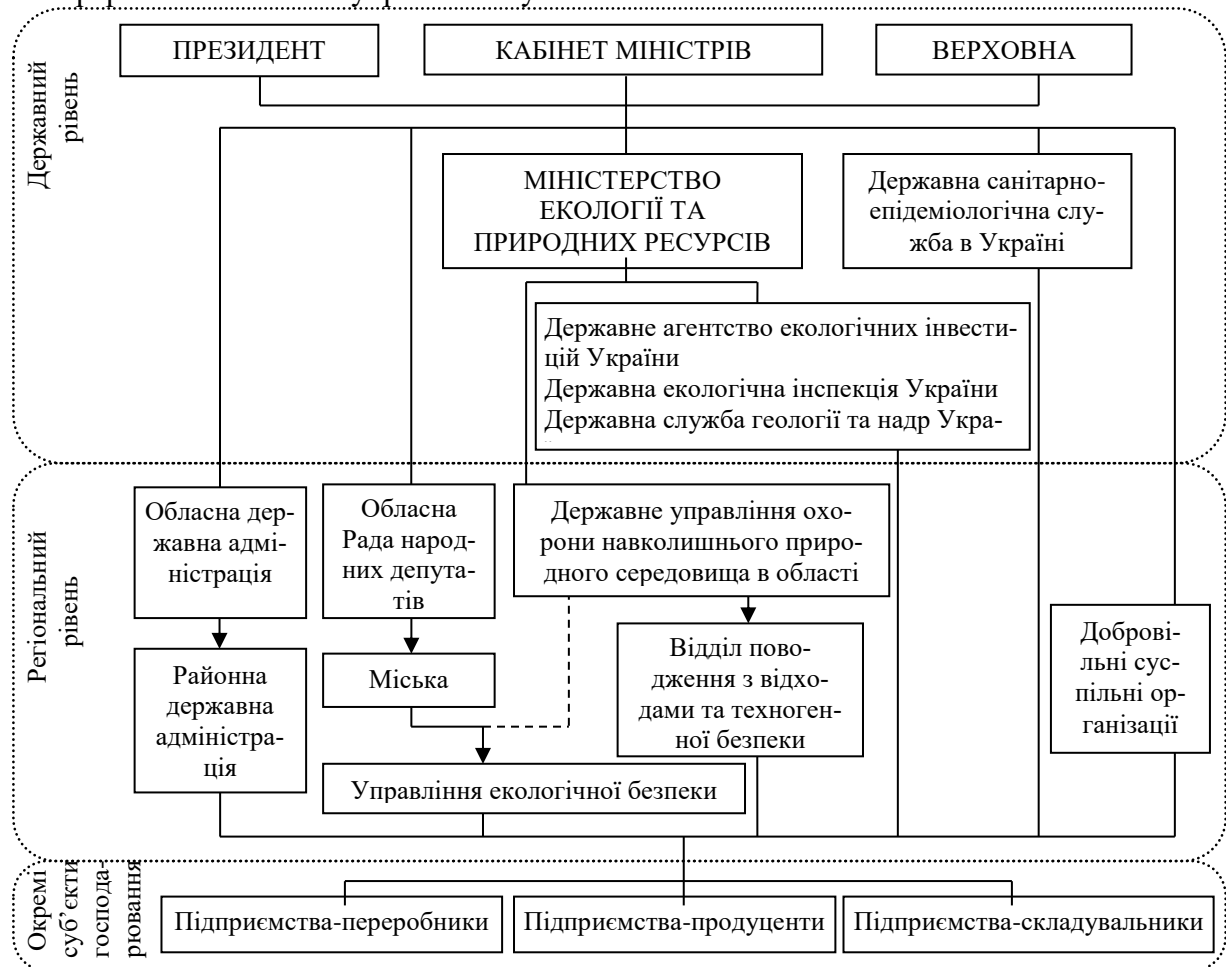 ПРЕЗИДЕНТ
КАБІНЕТ МІНІСТРІВ
ВЕРХОВНА
Державний
рівень
МІНІСТЕРСТВО
ЕКОЛОГІЇ ТА
ПРИРОДНИХ РЕСУРСІВ
Державна санітарно-
епідеміологічна слу-
жба в Україні
Державне агентство екологічних інвести-
цій України
Державна екологічна інспекція України
Державна служба геології та надр Укра-
Регіональний
рівень
Обласна дер-
жавна адмі-
ністрація
Обласна
Рада народ-
них депута-
тів
Державне управління охо-
рони навколишнього приро-
дного середовища в області
Районна
державна
адміністра-
ція
Міська
Відділ пово-
дження з відхо-
дами та техноген-
ної безпеки
Доброві-
льні сус-
пільні ор-
ганізації
Управління екологічної безпеки
Окремі
суб’єкти
господа-
рювання
Підприємства-переробники
Підприємства-продуценти
Підприємства-складувальники